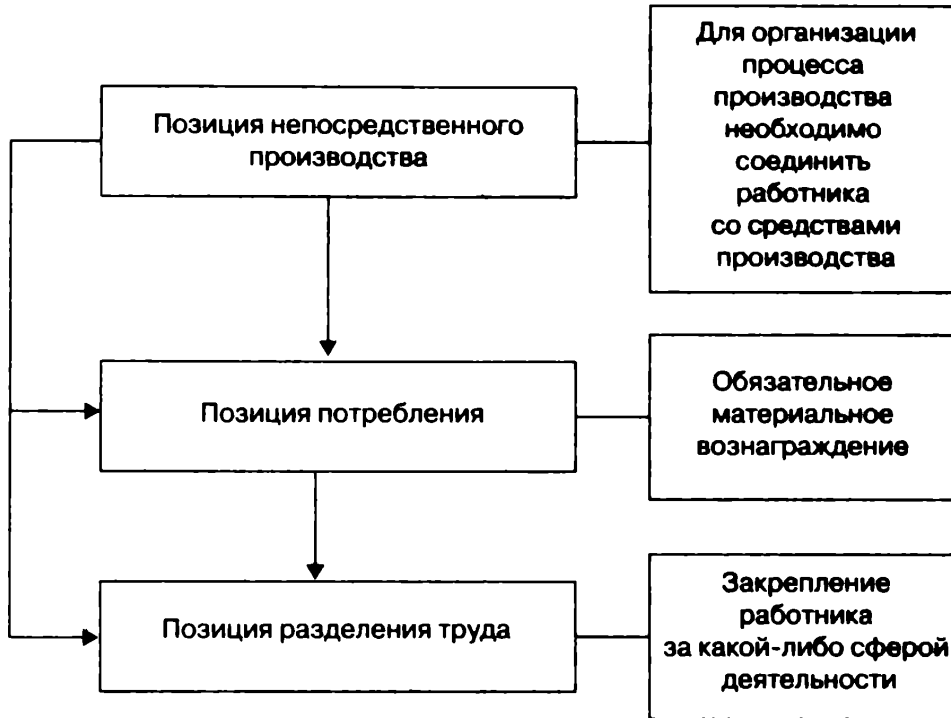 Позиция непосредственного
производства
Для организации
процесса
производства
необходимо
соединить
работника
со средствами
производства
Позиция потребления
Обязательное
материальное
вознаграждение
Позиция разделения труда
Закрепление
работника
за какой-либо сферой
деятельности